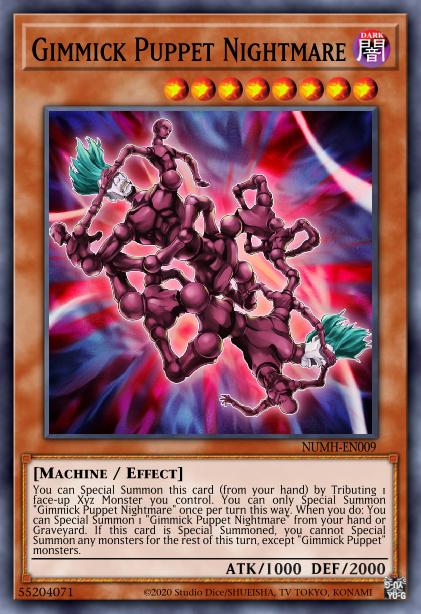 GIMMICK PUPPET NIGHTMARE
DARK
闇
NUMH-EN009
[MACHINE / EFFECT]
You can Special Summon this card (from your hand) by Tributing 1
face-up Xyz Monster you control. You can only Special Summon
"Gimmick Puppet Nightmare" once per turn this way. When you do: You
can Special Summon 1 "Gimmick Puppet Nightmare" from your hand or
Graveyard. If this card is Special Summoned, you cannot Special
Summon any monsters for the rest of this turn, except "Gimmick Puppet"
monsters.
ATK/1000 DEF/2000
55204071
©2020 Studio Dice/SHUEISHA, TV TOKYO, KONAMI